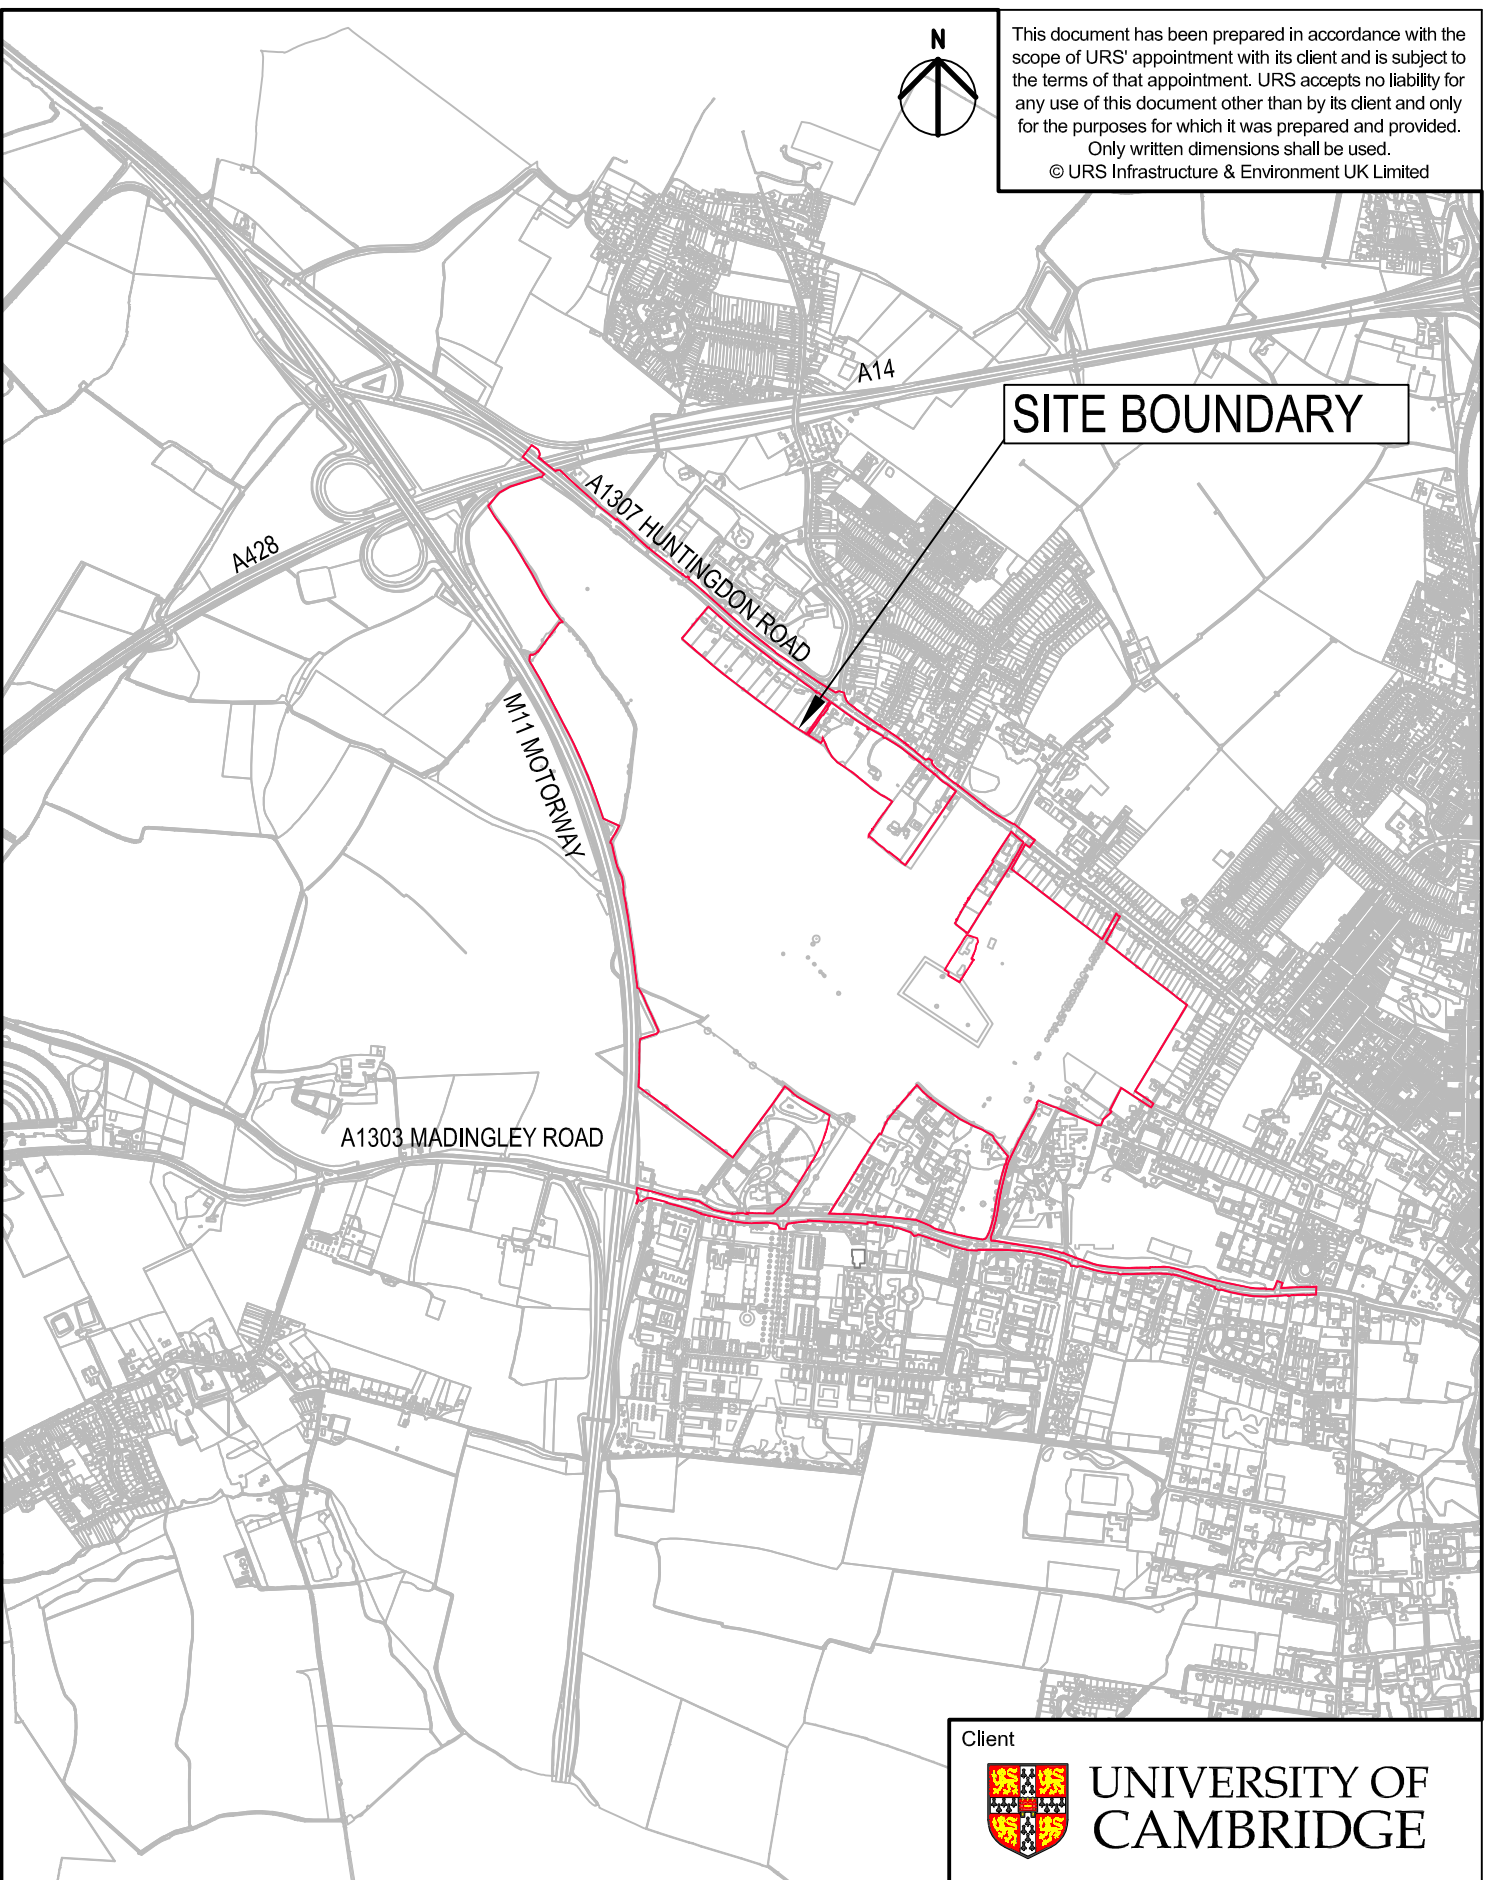 N
This document has been prepared in accordance with the
scope of URS' appointment with its client and is subject to
the terms of that appointment. URS accepts no liability for
any use of this document other than by its client and only
for the purposes for which it was prepared and provided.
Only written dimensions shall be used.
© URS Infrastructure & Environment UK Limited
A14
SITE BOUNDARY
A1307 HUNTINGDON ROAD
A428
M11 MOTORWAY
A1303 MADINGLEY ROAD
Client
UNIVERSITY OF
CAMBRIDGE